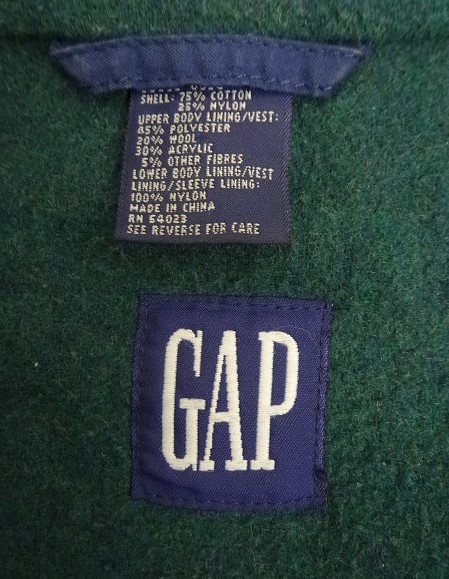 SHELL: 75% COTTON
25% NYLON
UPPER BODY LINING/VEST:
65% POLYESTER
20% WOOL
30% ACRYLIC
5% OTHER FIBRES
LOWER BODY LINING/VEST
LINING/SLEEVE LINING:
100% NYLON
MADE IN CHINA
RN 54023
SEE REVERSE FOR CARE
GAP